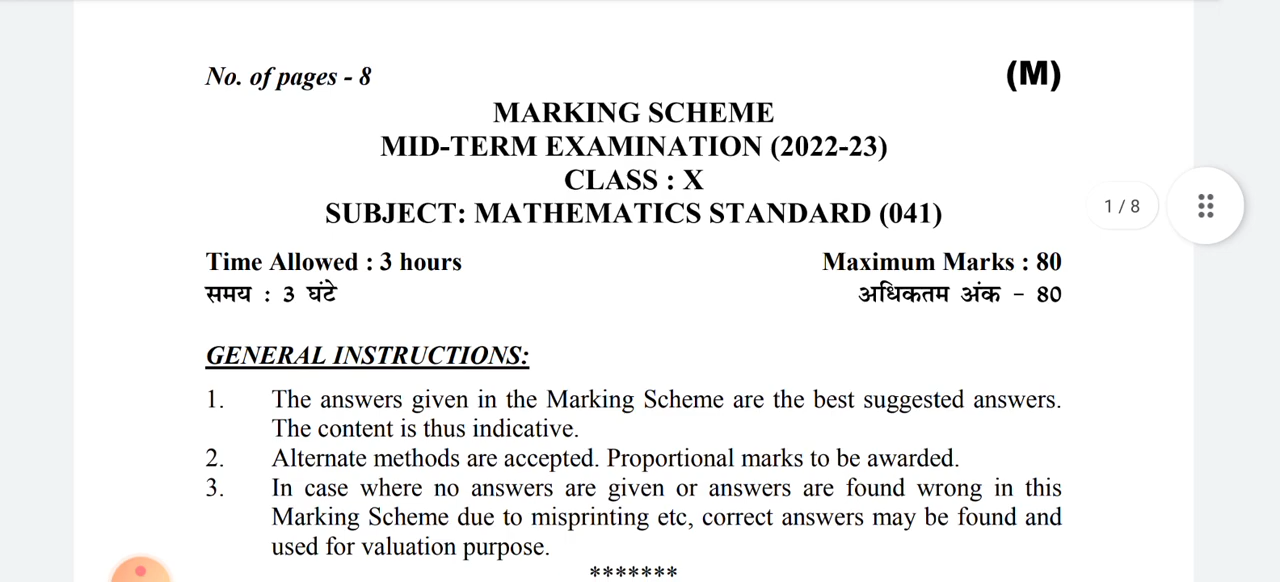 No. of pages - 8
(M)
MARKING SCHEME
MID-TERM EXAMINATION (2022-23)
CLASS : X
SUBJECT: MATHEMATICS STANDARD (041)
1 / 8
Time Allowed : 3 hours
Maximum Marks : 80
समय : 3 घंटे
अधिकतम अंक - 80
GENERAL INSTRUCTIONS:
1. The answers given in the Marking Scheme are the best suggested answers.
The content is thus indicative.
2. Alternate methods are accepted. Proportional marks to be awarded.
3. In case where no answers are given or answers are found wrong in this
Marking Scheme due to misprinting etc, correct answers may be found and
used for valuation purpose.
*******